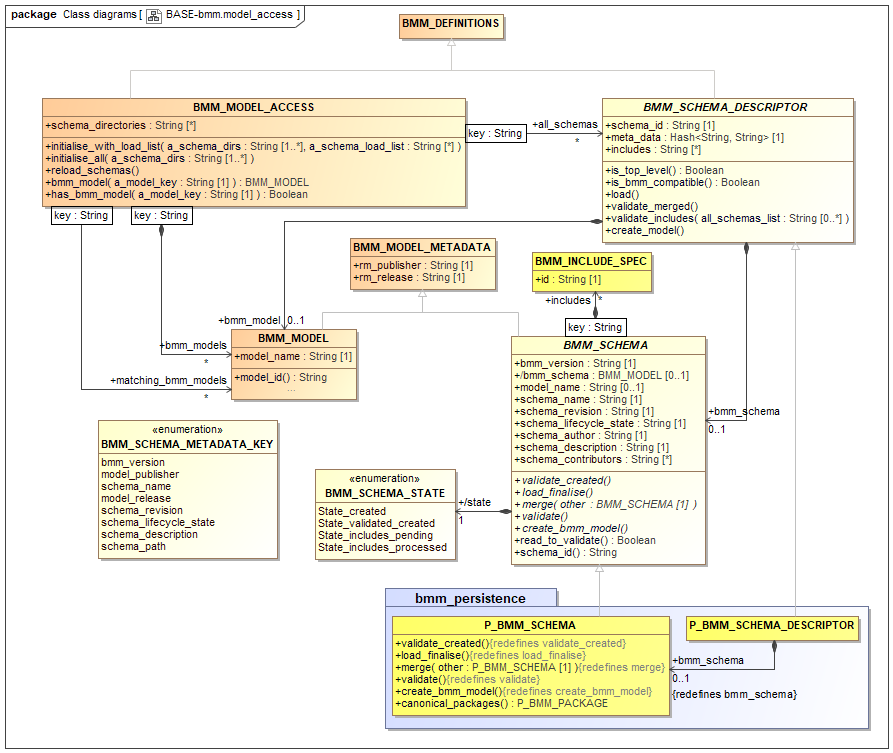 package Class diagrams [ BASE-bmm.model_access ]
BMM_DEFINITIONS
BMM_MODEL_ACCESS
+schema_directories : String [*]
+initialise_with_load_list( a_schema_dirs : String [1..*], a_schema_load_list : String [*] )
+initialise_all( a_schema_dirs : String [1..*] )
+reload_schemas()
+bmm_model( a_model_key : String [1] ) : BMM_MODEL
+has_bmm_model( a_model_key : String [1] ) : Boolean
key : String
+all_schemas
*
BMM_SCHEMA_DESCRIPTOR
+schema_id : String [1]
+meta_data : Hash<String, String> [1]
+includes : String [*]
+is_top_level() : Boolean
+is_bmm_compatible() : Boolean
+load()
+validate_merged()
+validate_includes( all_schemas_list : String [0..*] )
+create_model()
key : String
key : String
BMM_MODEL_METADATA
+rm_publisher : String [1]
+rm_release : String [1]
BMM_INCLUDE_SPEC
+id : String [1]
+includes
*
key : String
+bmm_model
0..1
+bmm_models
*
+matching_bmm_models
*
BMM_MODEL
+model_name : String [1]
+model_id() : String
...
BMM_SCHEMA
+bmm_version : String [1]
+/bmm_schema : BMM_MODEL [0..1]
+model_name : String [0..1]
+schema_name : String [1]
+schema_revision : String [1]
+schema_lifecycle_state : String [1]
+schema_author : String [1]
+schema_description : String [1]
+schema_contributors : String [*]
+validate_created()
+load_finalise()
+merge( other : BMM_SCHEMA [1] )
+validate()
+create_bmm_model()
+read_to_validate() : Boolean
+schema_id() : String
+bmm_schema
0..1
«enumeration»
BMM_SCHEMA_METADATA_KEY
bmm_version
model_publisher
schema_name
model_release
schema_revision
schema_lifecycle_state
schema_description
schema_path
«enumeration»
BMM_SCHEMA_STATE
State_created
State_validated_created
State_includes_pending
State_includes_processed
+/state
1
bmm_persistence
P_BMM_SCHEMA
+validate_created(){redefines validate_created}
+load_finalise(){redefines load_finalise}
+merge( other : P_BMM_SCHEMA [1] ){redefines merge}
+validate(){redefines validate}
+create_bmm_model(){redefines create_bmm_model}
+canonical_packages() : P_BMM_PACKAGE
P_BMM_SCHEMA_DESCRIPTOR
+bmm_schema
0..1
{redefines bmm_schema}